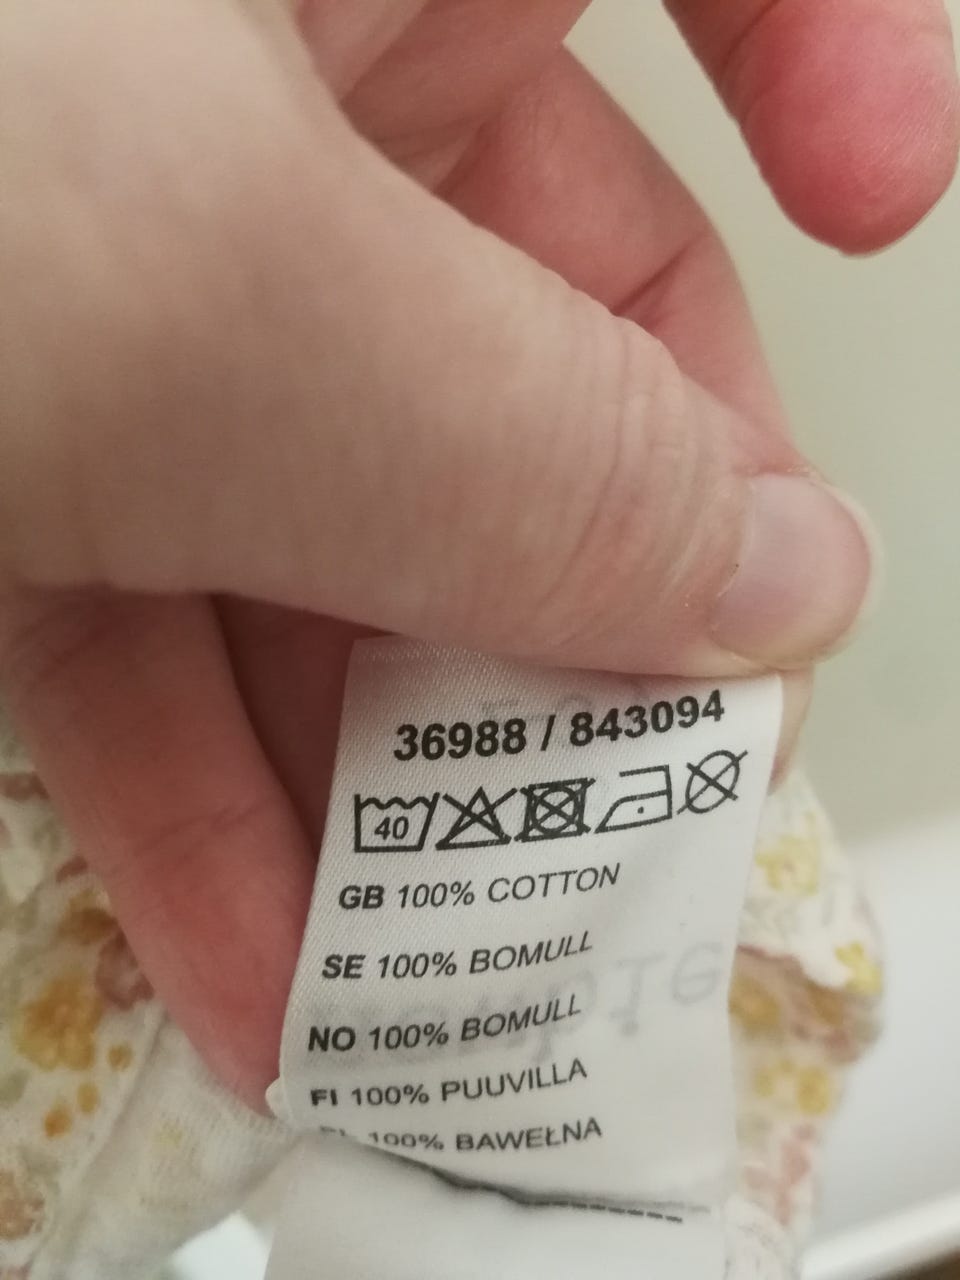 36988 / 843094
40
GB 100% COTTON
SE 100% BOMULL
NO 100% BOMULL
FI 100% PUUVILLA
100% BAWEŁNA